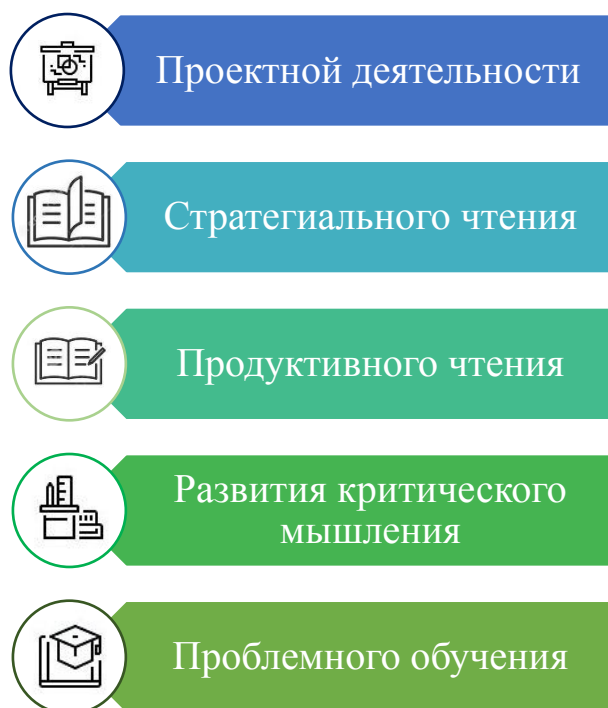 Проектной деятельности
Стратегиального чтения
Продуктивного чтения
Развития критического
мышления
Проблемного обучения